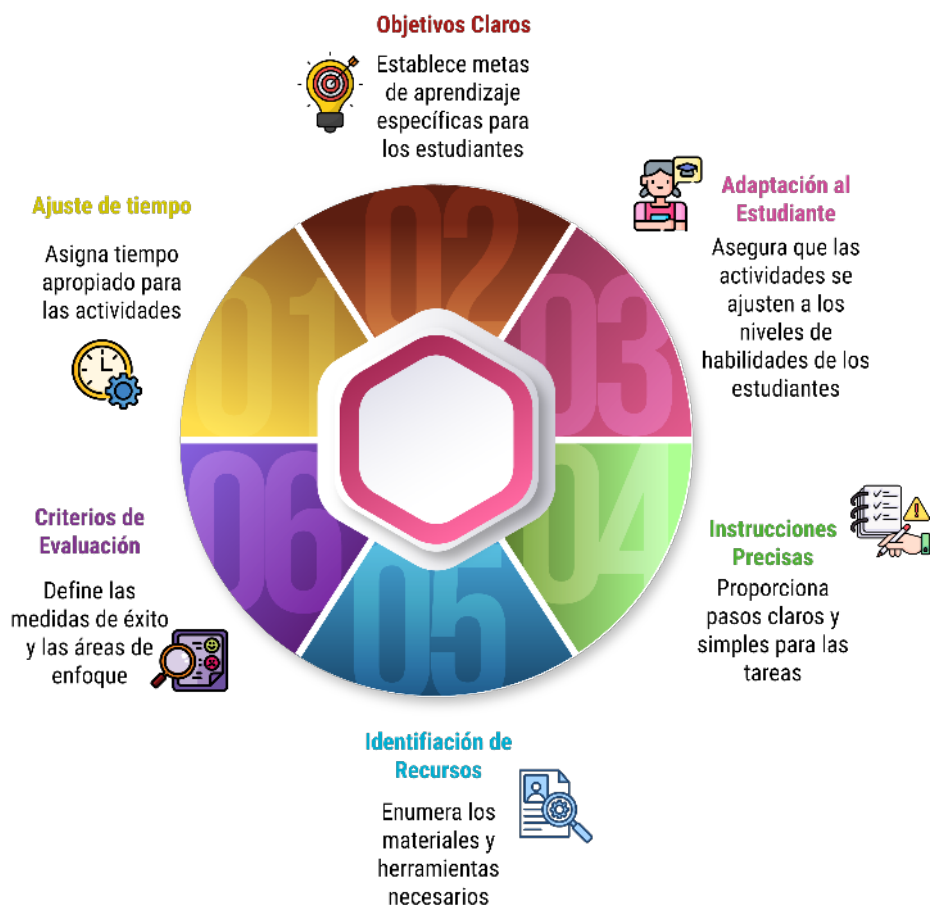 Objetivos Claros
Establece metas
de aprendizaje
específicas para
los estudiantes
Ajuste de tiempo
Asigna tiempo
apropiado para
las actividades
Adaptación al
Estudiante
Asegura que las
actividades se
ajusten a los
niveles de
habilidades de los
estudiantes
01
02
03
04
05
06
Criterios de
Evaluación
Define las
medidas de éxito
y las áreas de
enfoque
Instrucciones
Precisas
Proporciona
pasos claros y
simples para las
tareas
Identifiación de
Recursos
Enumera los
materiales y
herramientas
necesarios